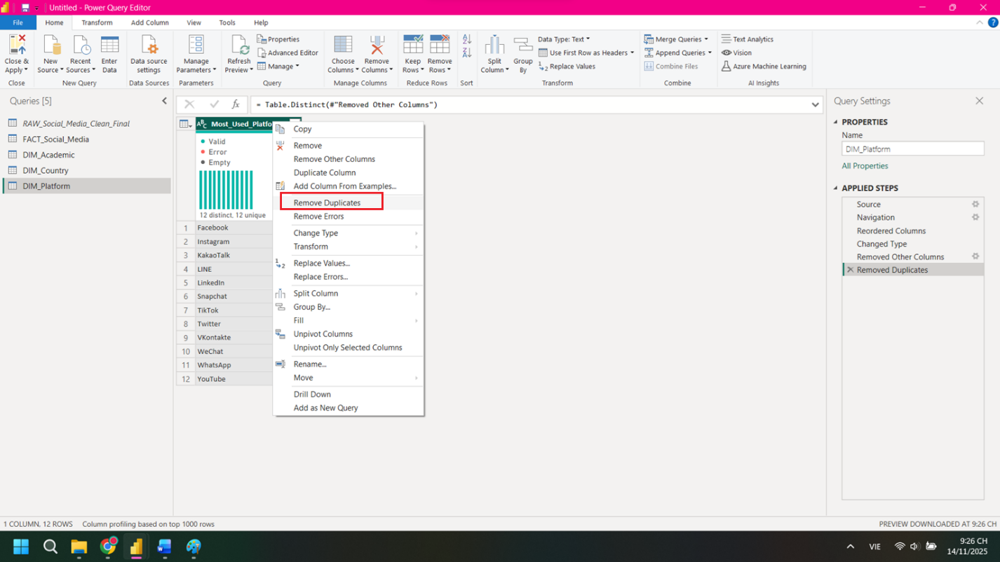 Untitled - Power Query Editor
File Home Transform Add Column View Tools Help
Close & Apply
New Source
Recent Sources
Enter Data
Data source settings
Manage Parameters
Refresh Preview
Properties
Advanced Editor
Manage
Choose Columns
Remove Columns
Keep Rows
Remove Rows
Split Column
Group By
Data Type: Text
Use First Row as Headers
Replace Values
Merge Queries
Append Queries
Combine Files
Text Analytics
Vision
Azure Machine Learning
Close New Query Data Sources Parameters Query Manage Columns Reduce Rows Sort Transform Combine AI Insights
Queries [5]
RAW_Social_Media_Clean_Final
FACT_Social_Media
DIM_Academic
DIM_Country
DIM_Platform
= Table.Distinct(#"Removed Other Columns")
Most_Used_Platfo
Valid
Error
Empty
12 distinct, 12 unique
1 Facebook
2 Instagram
3 KakaoTalk
4 LINE
5 LinkedIn
6 Snapchat
7 TikTok
8 Twitter
9 VKontakte
10 WeChat
11 WhatsApp
12 YouTube
Copy
Remove
Remove Other Columns
Duplicate Column
Add Column From Examples...
Remove Duplicates
Remove Errors
Change Type
Transform
Replace Values...
Replace Errors...
Split Column
Group By...
Fill
Unpivot Columns
Unpivot Only Selected Columns
Rename...
Move
Drill Down
Add as New Query
Query Settings
PROPERTIES
Name
DIM_Platform
All Properties
APPLIED STEPS
Source
Navigation
Reordered Columns
Changed Type
Removed Other Columns
Removed Duplicates
1 COLUMN, 12 ROWS Column profiling based on top 1000 rows
PREVIEW DOWNLOADED AT 9:26 CH
VIE
9:26 CH
14/11/2025